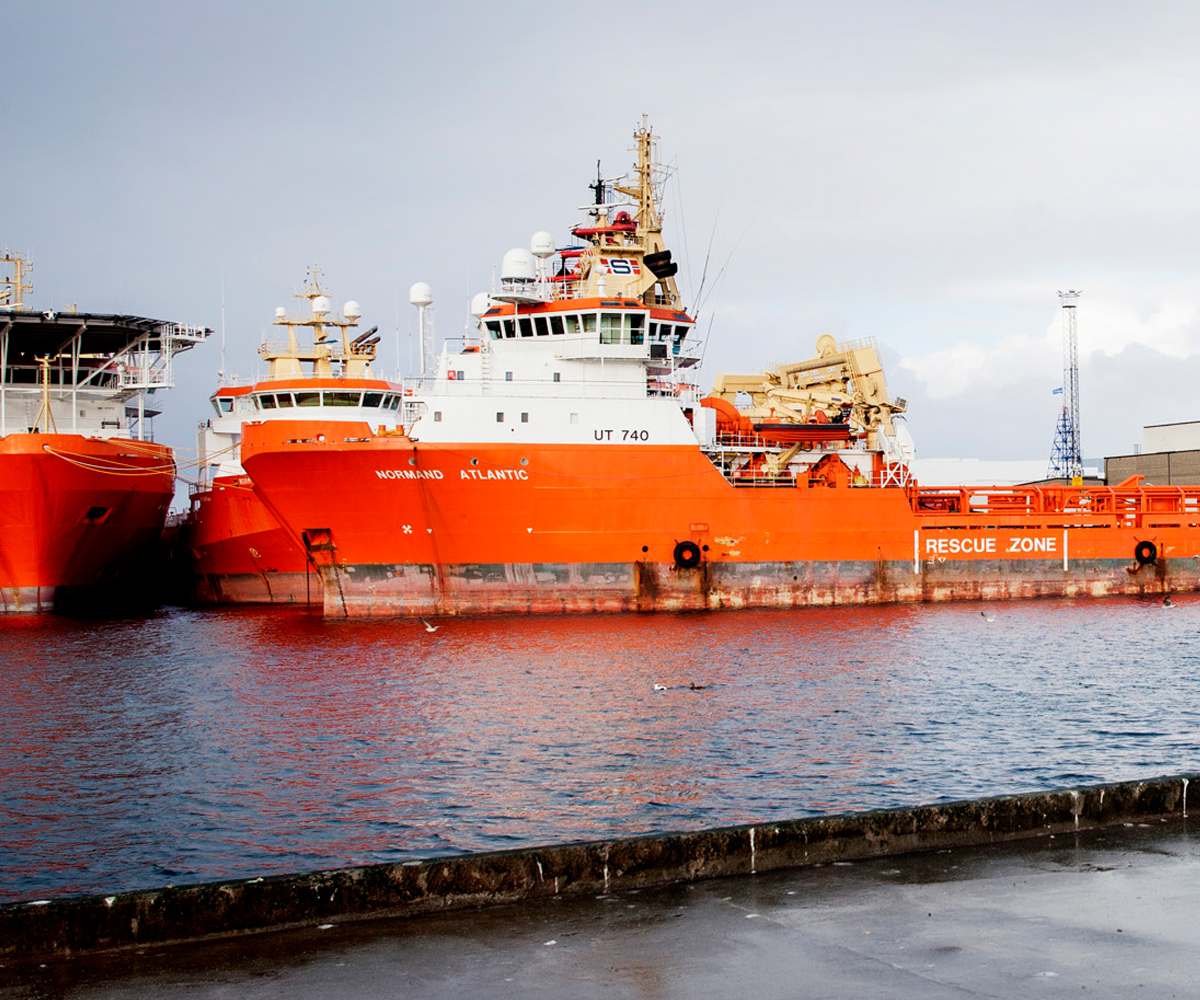 S
UT 740
NORMAND ATLANTIC
RESCUE ZONE